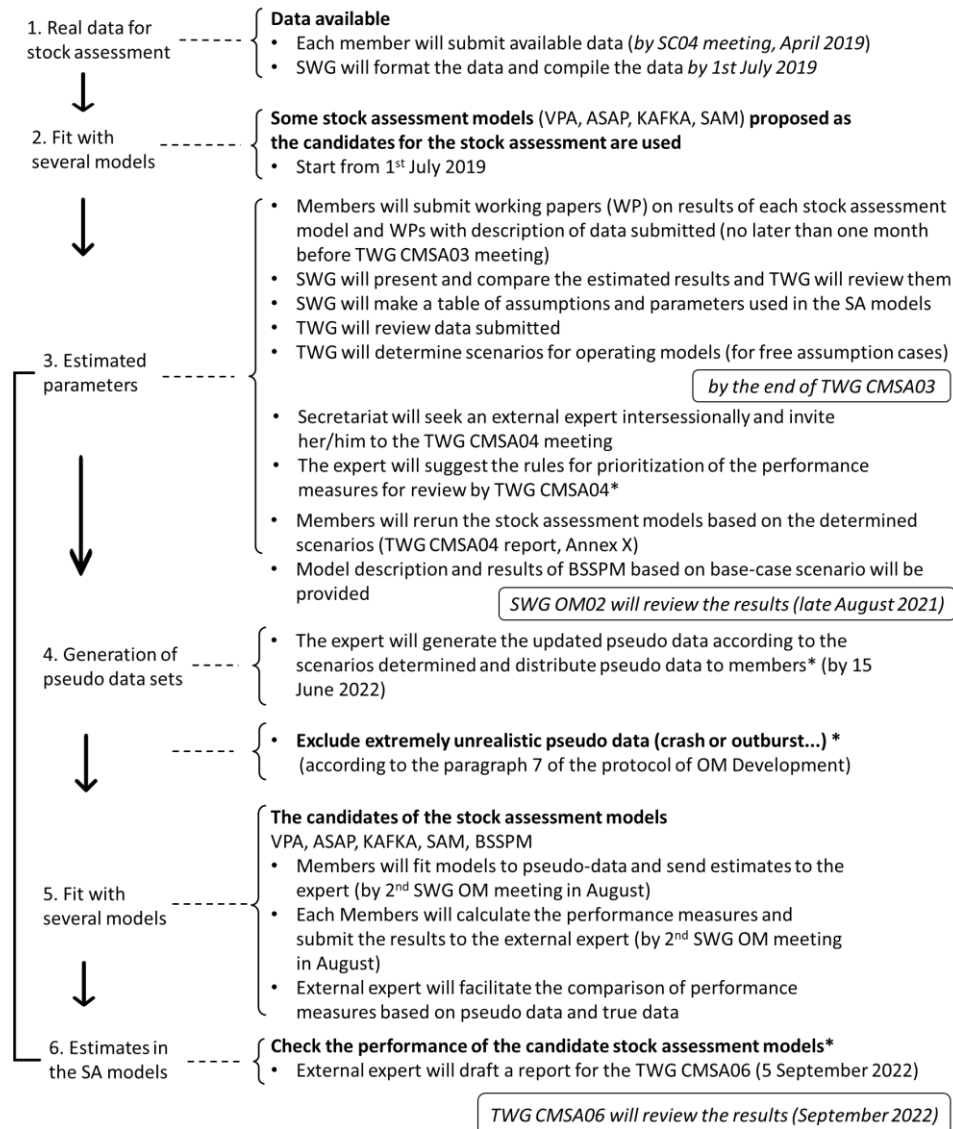 1. Real data for
stock assessment
Data available
• Each member will submit available data (by SC04 meeting, April 2019)
• SWG will format the data and compile the data by 1st July 2019
2. Fit with
several models
Some stock assessment models (VPA, ASAP, KAFKA, SAM) proposed as
the candidates for the stock assessment are used
• Start from 1st July 2019
3. Estimated
parameters
• Members will submit working papers (WP) on results of each stock assessment
model and WPs with description of data submitted (no later than one month
before TWG CMSA03 meeting)
• SWG will present and compare the estimated results and TWG will review them
• SWG will make a table of assumptions and parameters used in the SA models
• TWG will review data submitted
• TWG will determine scenarios for operating models (for free assumption cases)
by the end of TWG CMSA03
• Secretariat will seek an external expert intersessionally and invite
her/him to the TWG CMSA04 meeting
• The expert will suggest the rules for prioritization of the performance
measures for review by TWG CMSA04*
• Members will rerun the stock assessment models based on the determined
scenarios (TWG CMSA04 report, Annex X)
• Model description and results of BSSPM based on base-case scenario will be
provided
SWG OM02 will review the results (late August 2021)
4. Generation of
pseudo data sets
• The expert will generate the updated pseudo data according to the
scenarios determined and distribute pseudo data to members* (by 15
June 2022)
• Exclude extremely unrealistic pseudo data (crash or outburst...) *
(according to the paragraph 7 of the protocol of OM Development)
5. Fit with
several models
The candidates of the stock assessment models
VPA, ASAP, KAFKA, SAM, BSSPM
• Members will fit models to pseudo-data and send estimates to the
expert (by 2nd SWG OM meeting in August)
• Each Members will calculate the performance measures and
submit the results to the external expert (by 2nd SWG OM meeting
in August)
• External expert will facilitate the comparison of performance
measures based on pseudo data and true data
6. Estimates in
the SA models
Check the performance of the candidate stock assessment models*
• External expert will draft a report for the TWG CMSA06 (5 September 2022)
TWG CMSA06 will review the results (September 2022)